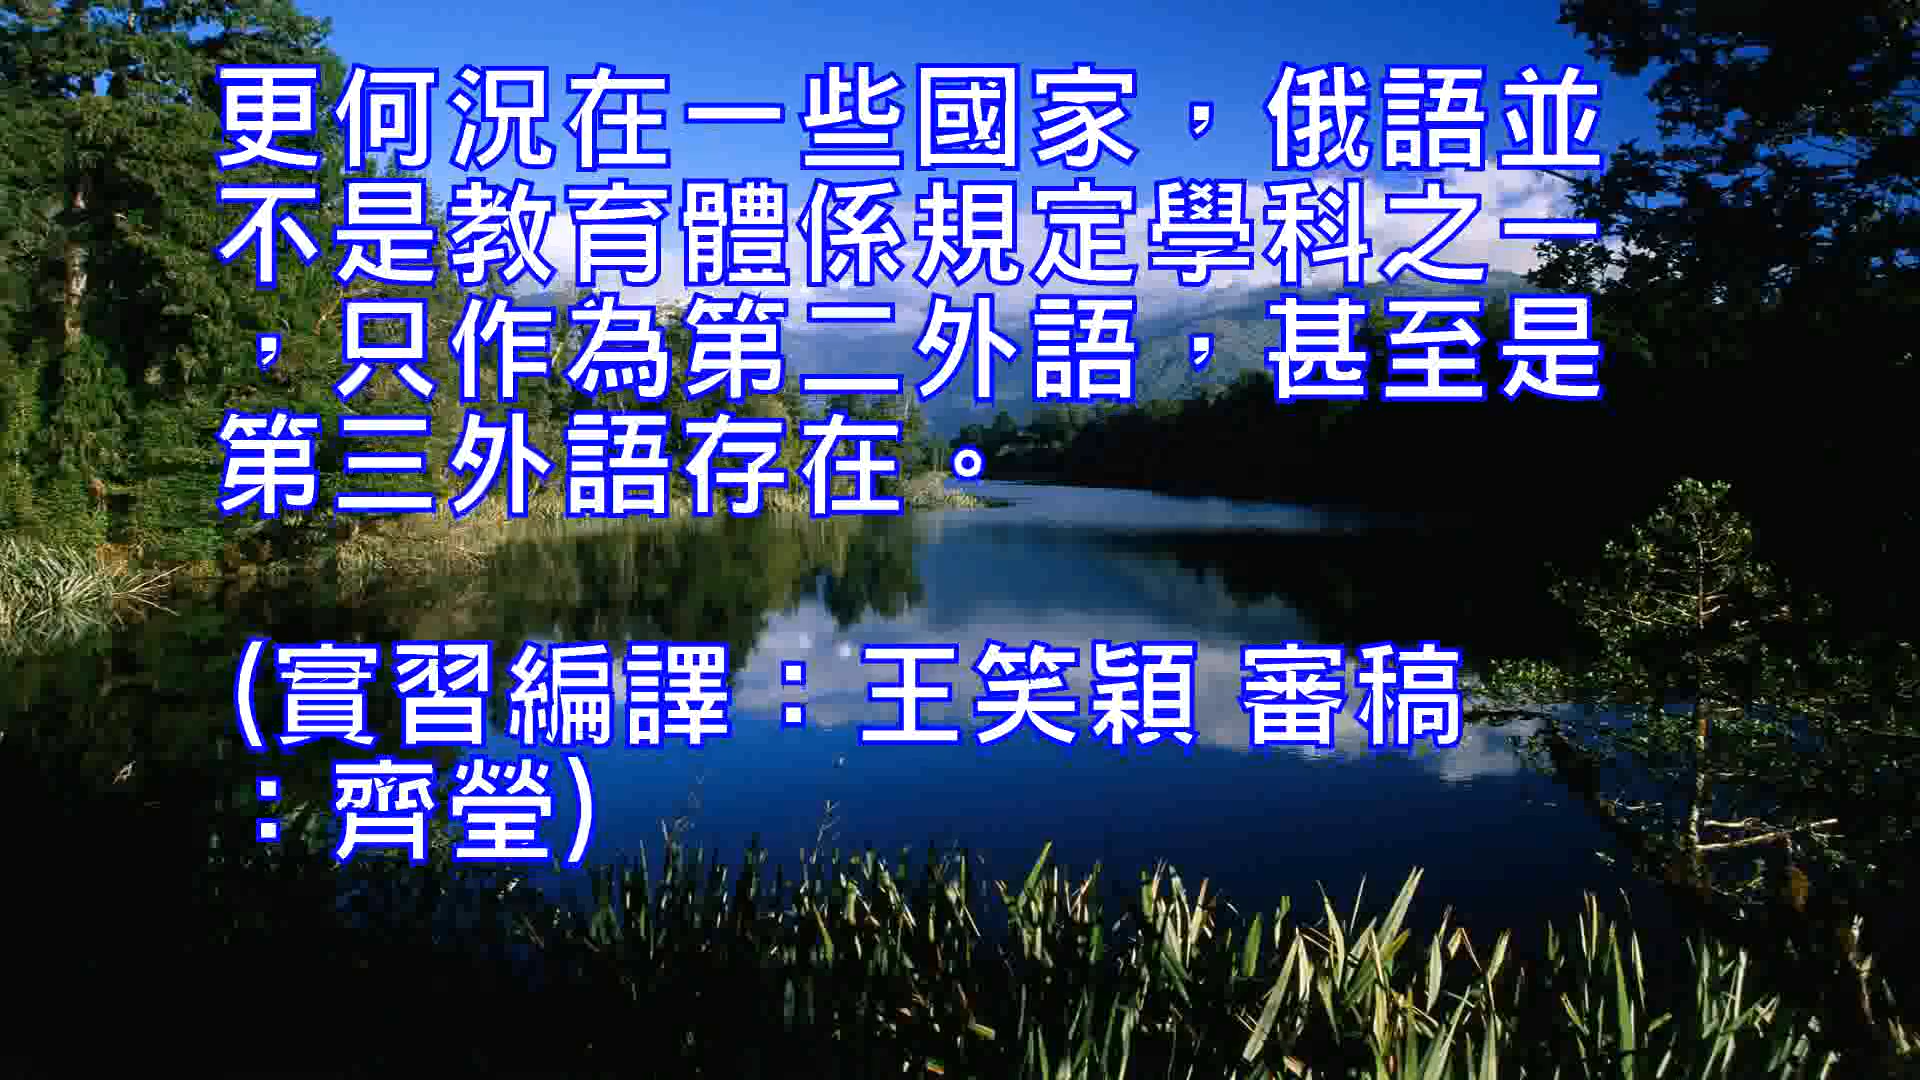 更何況在一些國家，俄語並
不是教育體係規定學科之一
，只作為第二外語，甚至是
第三外語存在。
(實習編譯：王笑穎 審稿
：齊瑩)